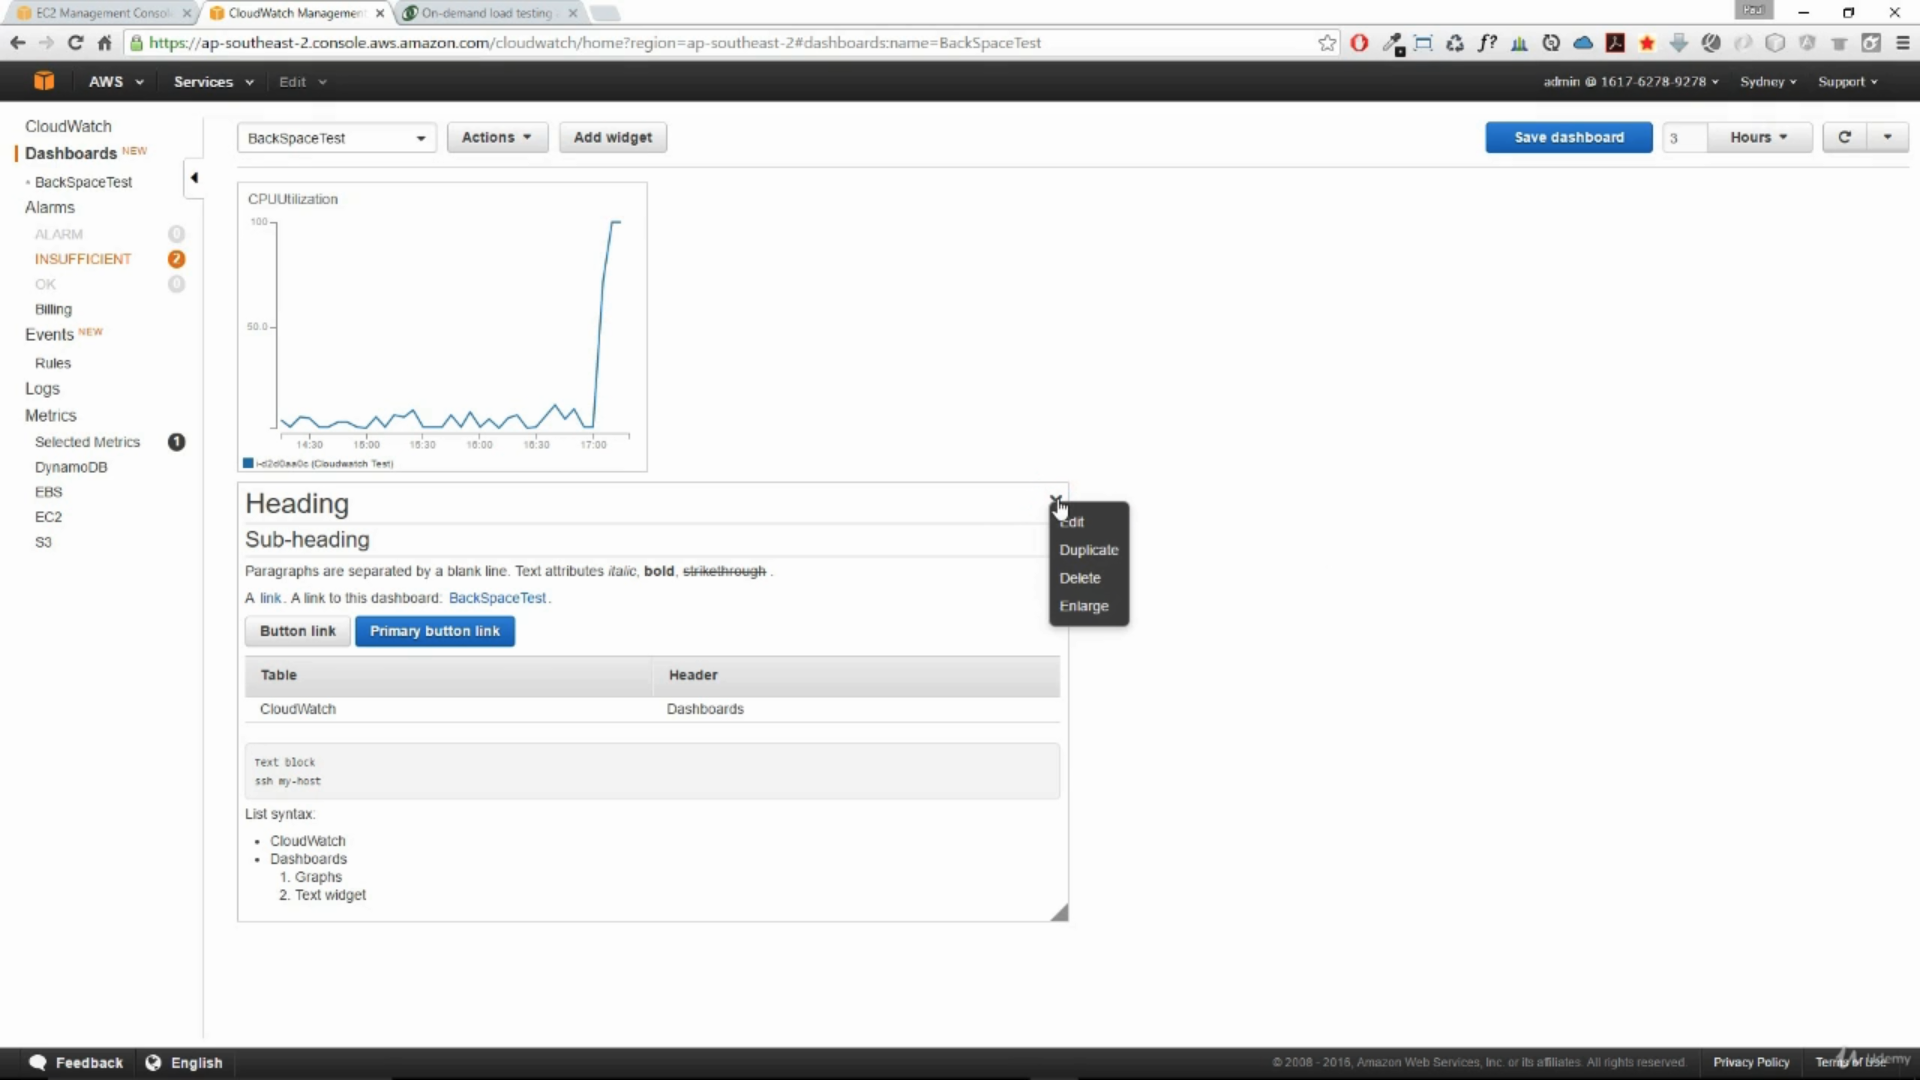 EC2 Management Consol
CloudWatch Management
On-demand load testing
Paul
https://ap-southeast-2.console.aws.amazon.com/cloudwatch/home?region=ap-southeast-2#dashboards:name=BackSpaceTest
AWS Services Edit
admin @ 1617-6278-9278 Sydney Support
CloudWatch
Dashboards NEW
BackSpaceTest
Alarms
ALARM 0
INSUFFICIENT 2
OK 0
Billing
Events NEW
Rules
Logs
Metrics
Selected Metrics 1
DynamoDB
EBS
EC2
S3
BackSpaceTest Actions Add widget Save dashboard 3 Hours
CPUUtilization
100
50.0
14:30 15:00 15:30 16:00 16:30 17:00
i-d2d0aa0c (Cloudwatch Test)
Heading
Sub-heading
Paragraphs are separated by a blank line. Text attributes italic, bold, strikethrough .
A link. A link to this dashboard: BackSpaceTest.
Button link Primary button link
Table Header
CloudWatch Dashboards
Text block
ssh my-host
List syntax:
• CloudWatch
• Dashboards
1. Graphs
2. Text widget
Edit
Duplicate
Delete
Enlarge
Feedback English
© 2008 - 2016, Amazon Web Services, Inc. or its affiliates. All rights reserved. Privacy Policy Terms of Use
Udemy